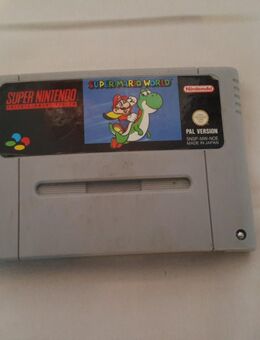 SUPER NINTENDO
ENTERTAINMENT SYSTEM
SUPER MARIO WORLD
Nintendo
PAL VERSION
SNSP-MW-NOE
MADE IN JAPAN